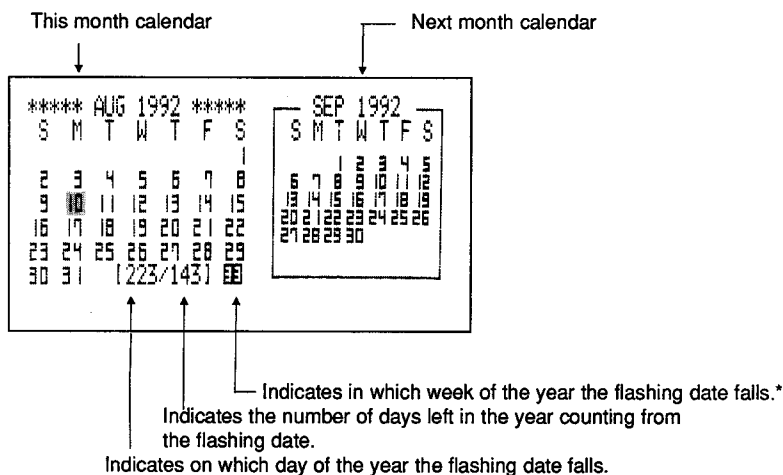 This month calendar
Next month calendar
***** AUG 1992 *****
S M T W T F S
1
2 3 4 5 6 7 8
9 10 11 12 13 14 15
16 17 18 19 20 21 22
23 24 25 26 27 28 29
30 31 [223/143] 33
SEP 1992
S M T W T F S
1 2 3 4 5
6 7 8 9 10 11 12
13 14 15 16 17 18 19
20 21 22 23 24 25 26
27 28 29 30
Indicates in which week of the year the flashing date falls.*
Indicates the number of days left in the year counting from
the flashing date.
Indicates on which day of the year the flashing date falls.